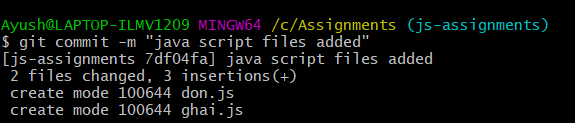 Ayush@LAPTOP-ILMV1209 MINGW64 /c/Assignments (js-assignments)
$ git commit -m "java script files added"
[js-assignments 7df04fa] java script files added
 2 files changed, 3 insertions(+)
 create mode 100644 don.js
 create mode 100644 ghai.js